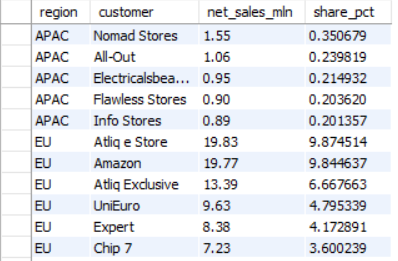 region customer net_sales_mln share_pct
APAC Nomad Stores 1.55 0.350679
APAC All-Out 1.06 0.239819
APAC Electricalsbea... 0.95 0.214932
APAC Flawless Stores 0.90 0.203620
APAC Info Stores 0.89 0.201357
EU Atliq e Store 19.83 9.874514
EU Amazon 19.77 9.844637
EU Atliq Exclusive 13.39 6.667663
EU UniEuro 9.63 4.795339
EU Expert 8.38 4.172891
EU Chip 7 7.23 3.600239